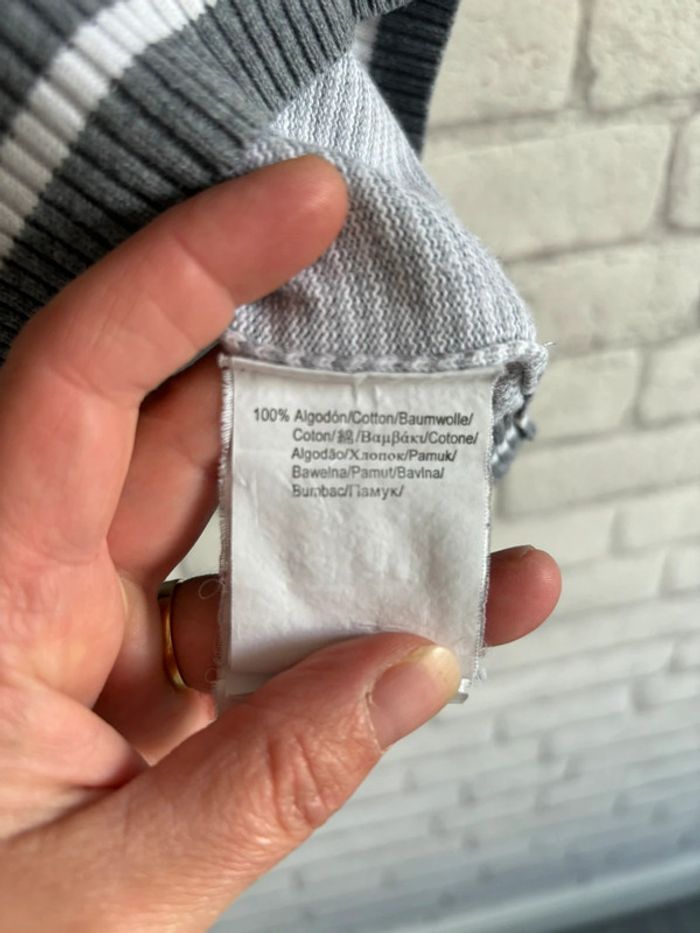 100% Algodón/Cotton/Baumwolle/
Coton/綿/Βαμβάκι/Cotone/
Algodão/Хлопок/Pamuk/
Bawełna/Pamut/Bavlna/
Bumbac/Памук/